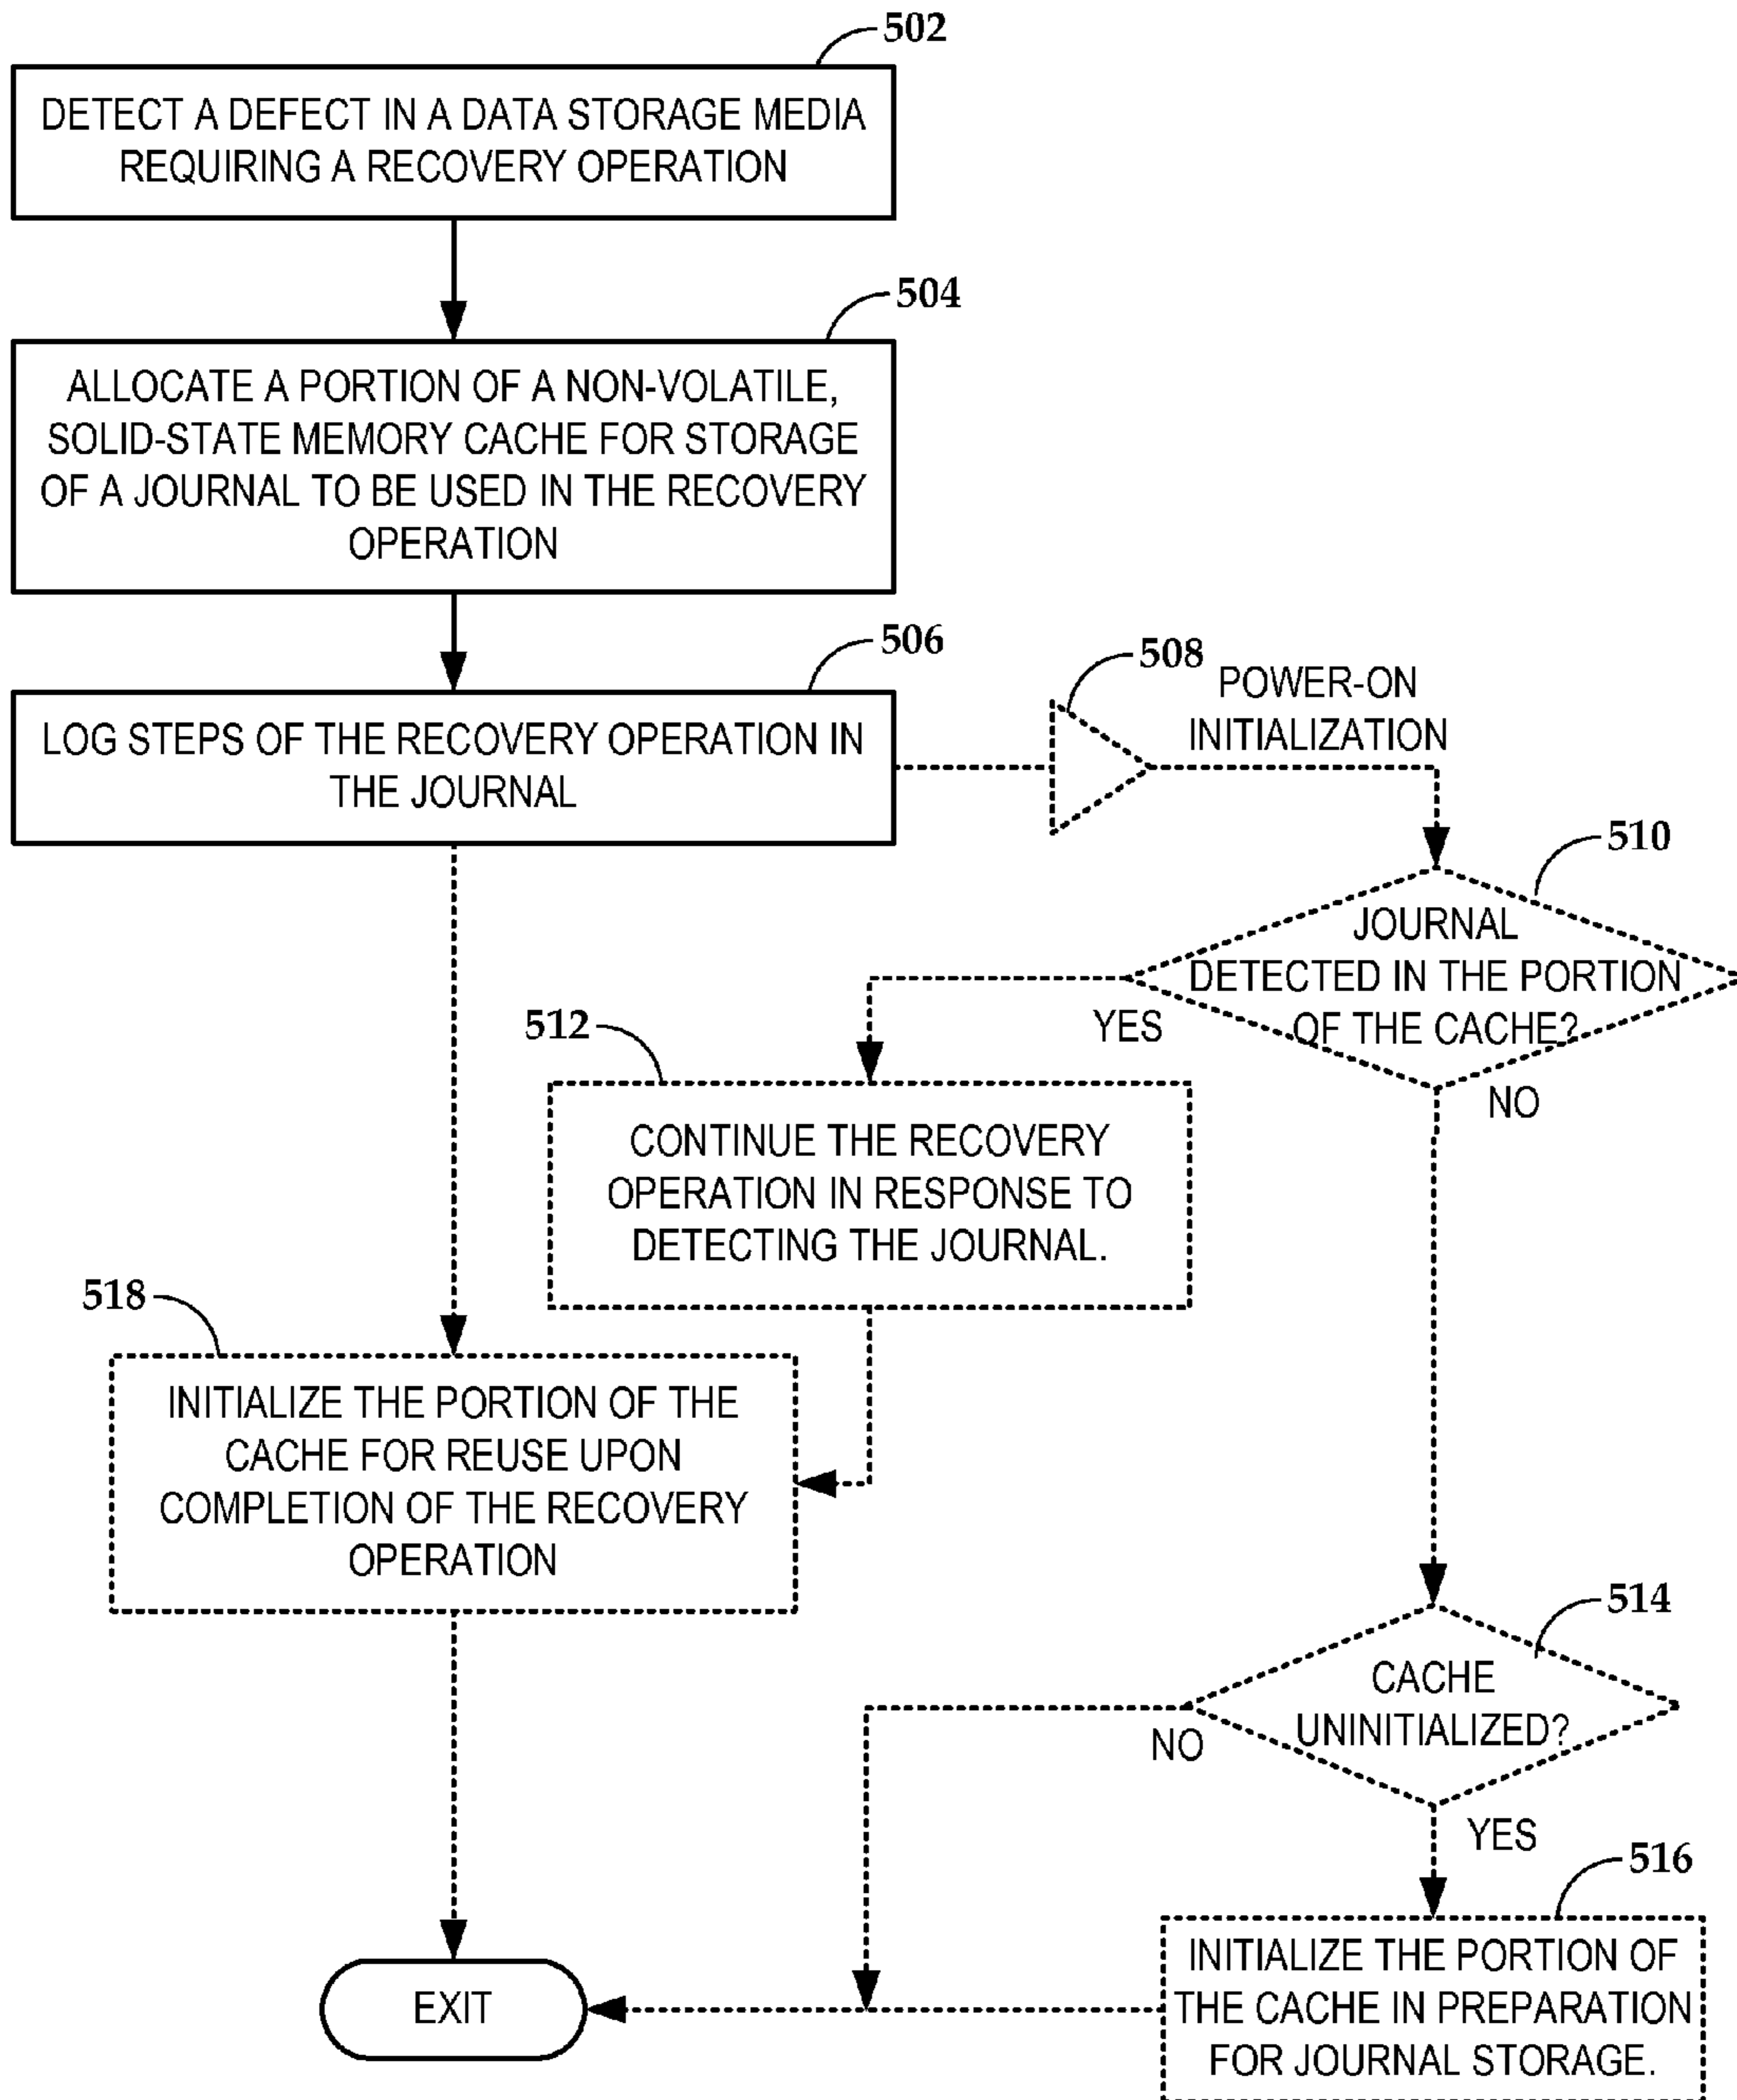 502
DETECT A DEFECT IN A DATA STORAGE MEDIA
REQUIRING A RECOVERY OPERATION
504
ALLOCATE A PORTION OF A NON-VOLATILE,
SOLID-STATE MEMORY CACHE FOR STORAGE
OF A JOURNAL TO BE USED IN THE RECOVERY
OPERATION
506
LOG STEPS OF THE RECOVERY OPERATION IN
THE JOURNAL
508
POWER-ON
INITIALIZATION
510
JOURNAL
DETECTED IN THE PORTION
OF THE CACHE?
YES
NO
512
CONTINUE THE RECOVERY
OPERATION IN RESPONSE TO
DETECTING THE JOURNAL.
518
INITIALIZE THE PORTION OF THE
CACHE FOR REUSE UPON
COMPLETION OF THE RECOVERY
OPERATION
514
CACHE
UNINITIALIZED?
NO
YES
516
INITIALIZE THE PORTION OF
THE CACHE IN PREPARATION
FOR JOURNAL STORAGE.
EXIT